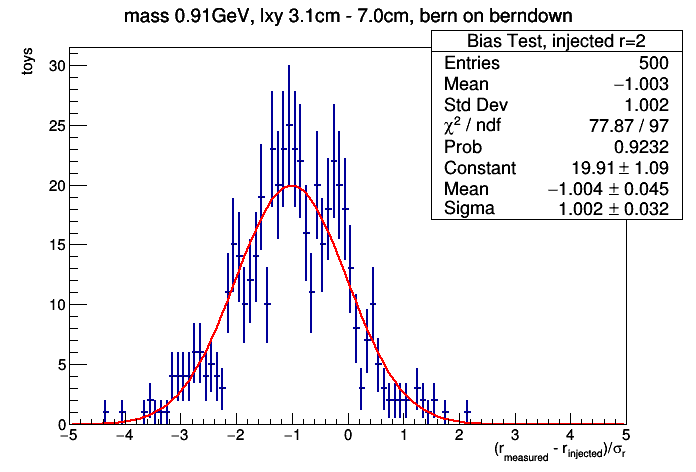 mass 0.91GeV, lxy 3.1cm - 7.0cm, bern on berndown
Bias Test, injected r=2
Entries 500
Mean −1.003
Std Dev 1.002
χ² / ndf 77.87 / 97
Prob 0.9232
Constant 19.91 ± 1.09
Mean −1.004 ± 0.045
Sigma 1.002 ± 0.032
toys
30
25
20
15
10
5
0
−5 −4 −3 −2 −1 0 1 2 3 4 5
(r_measured - r_injected)/σ_r